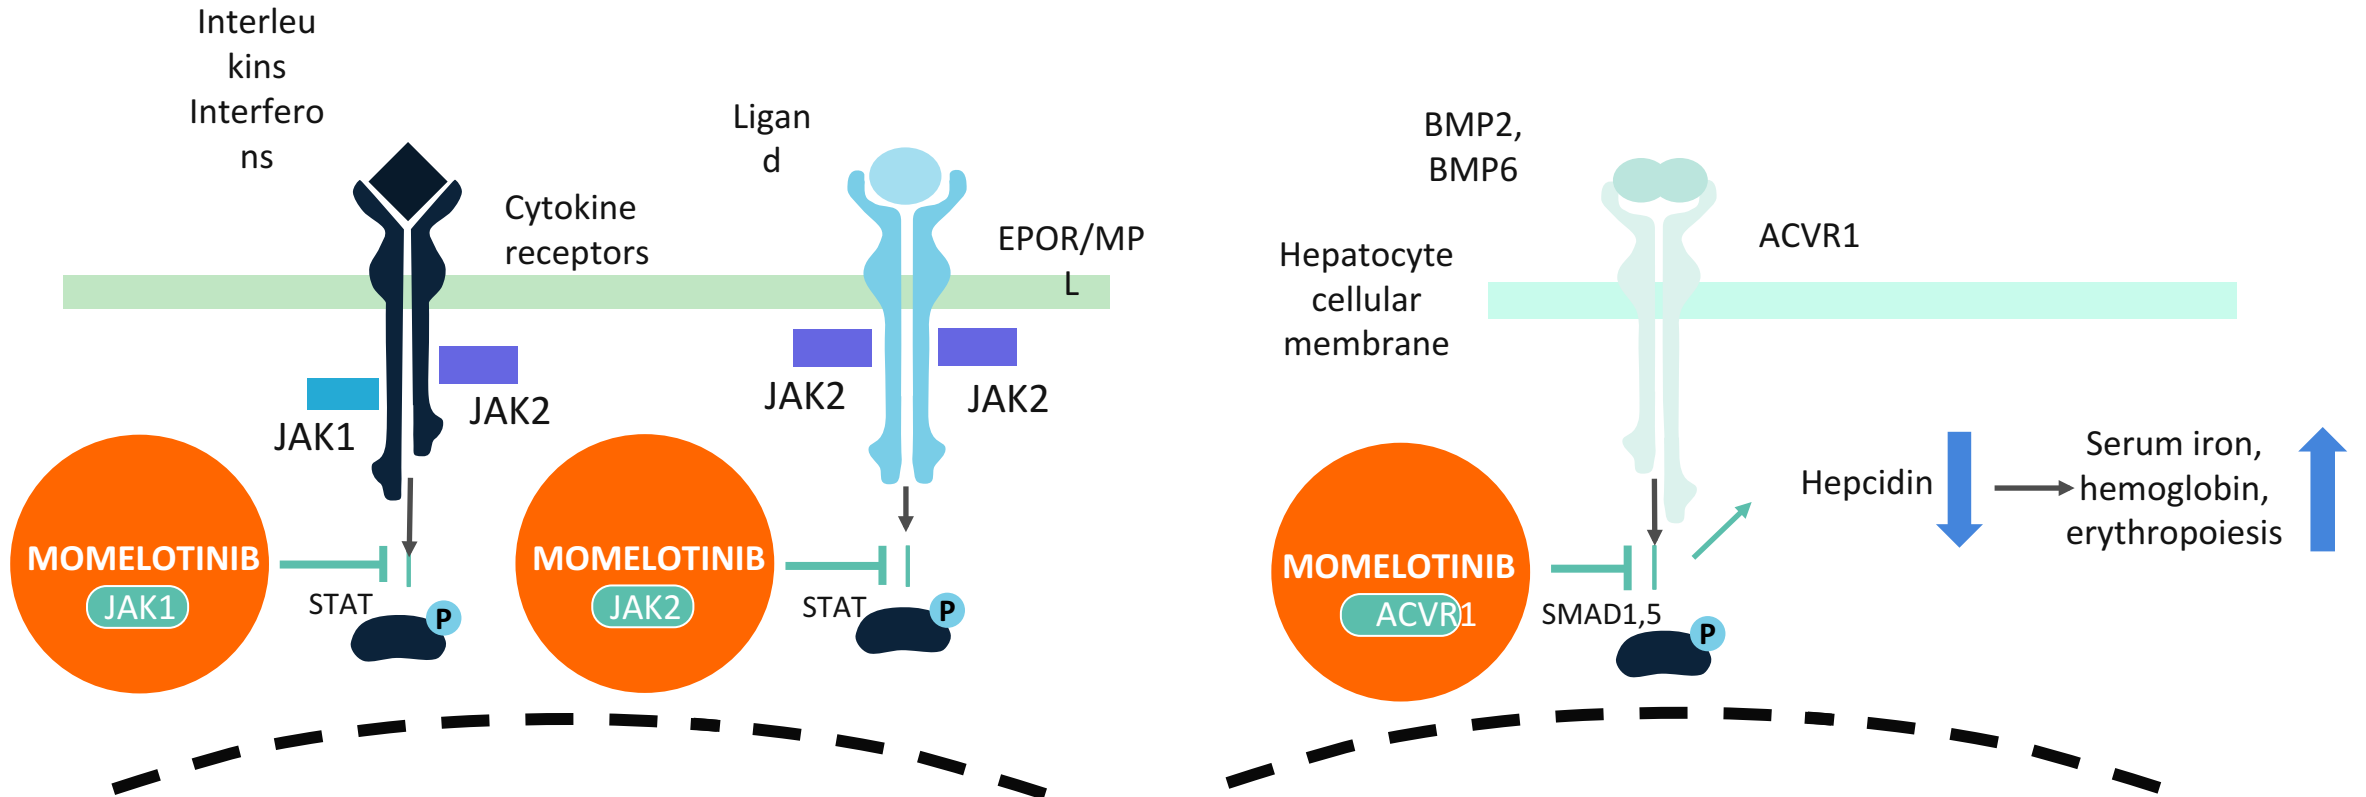 Interleu
kins
Interfero
ns
Cytokine
receptors
JAK1
JAK2
MOMELOTINIB
JAK1
STAT
P
Ligan
d
EPOR/MP
L
JAK2
JAK2
MOMELOTINIB
JAK2
STAT
P
BMP2,
BMP6
ACVR1
Hepatocyte
cellular
membrane
MOMELOTINIB
ACVR1
SMAD1,5
P
Hepcidin
Serum iron,
hemoglobin,
erythropoiesis